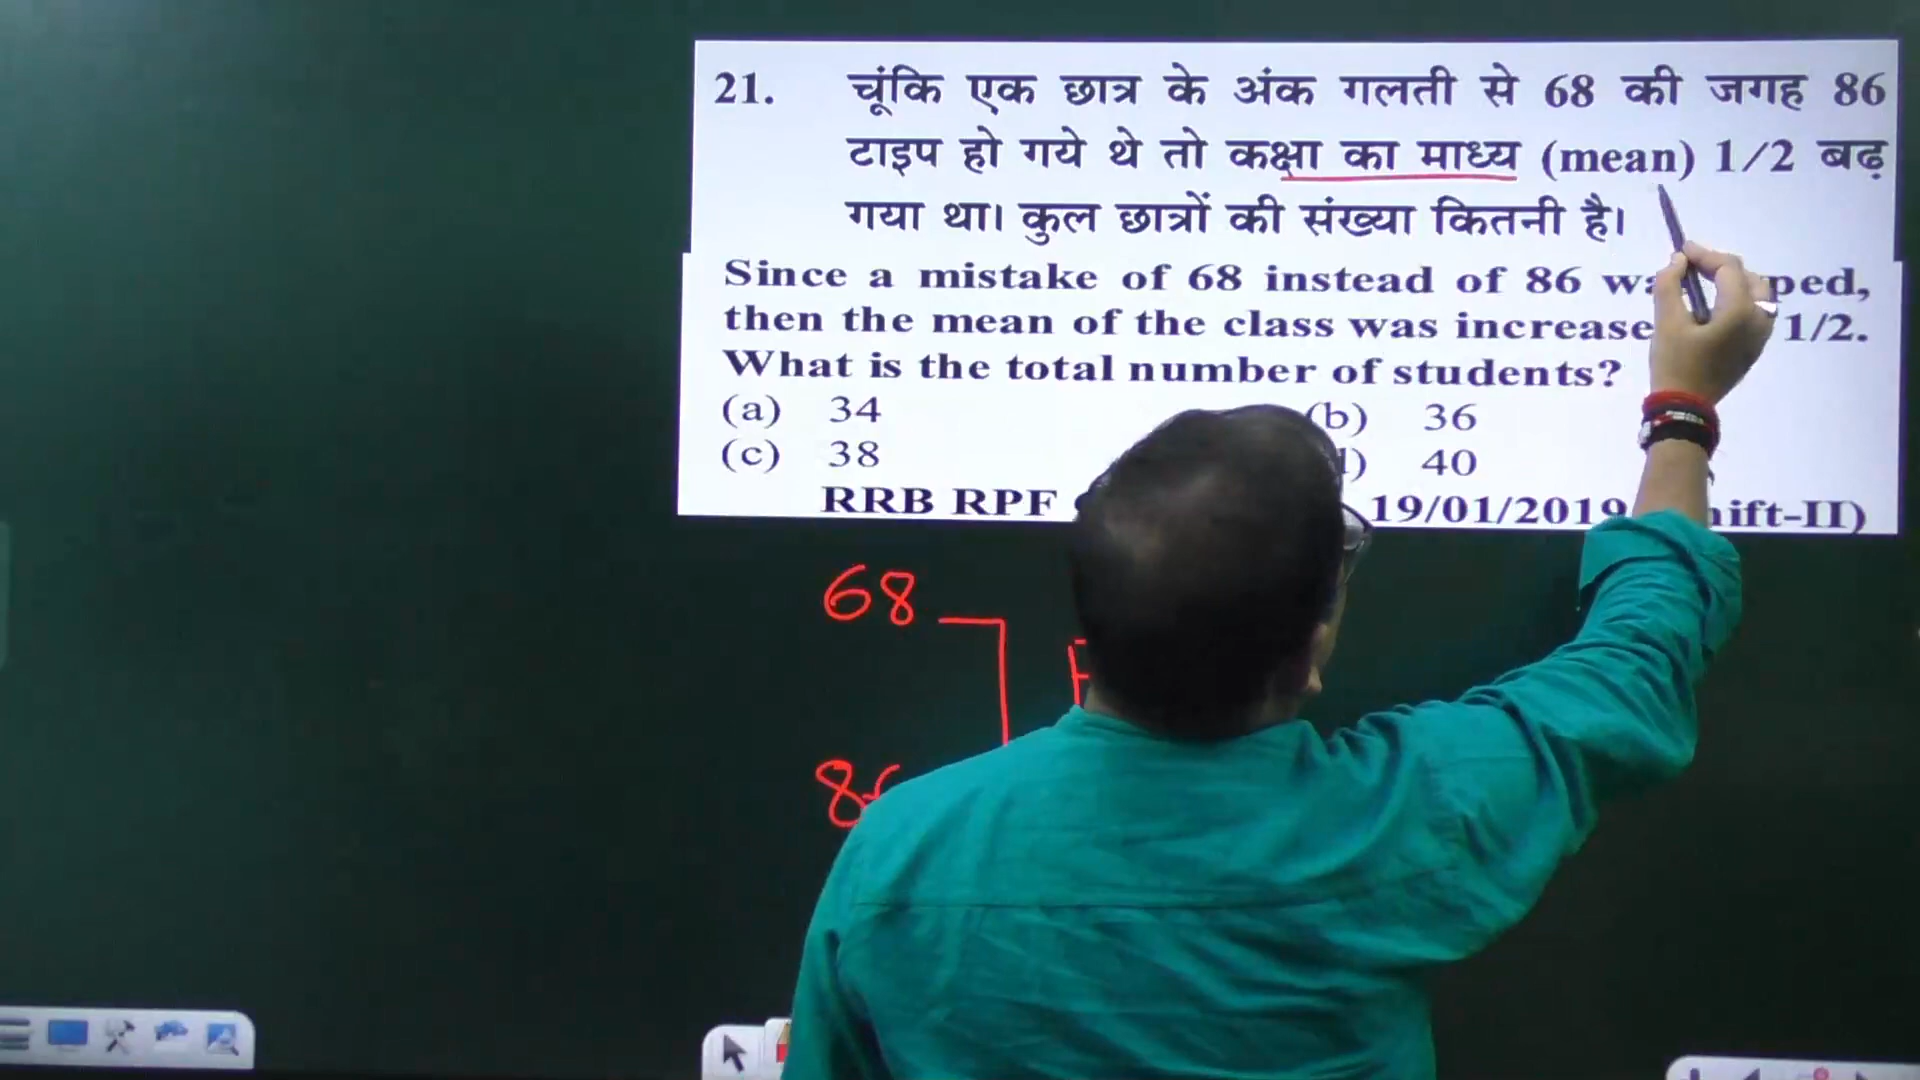 21. चूंकि एक छात्र के अंक गलती से 68 की जगह 86
टाइप हो गये थे तो कक्षा का माध्य (mean) 1/2 बढ़
गया था। कुल छात्रों की संख्या कितनी है।
Since a mistake of 68 instead of 86
then the mean of the class was 1/2.
What is the total number of students?
(a) 34 (b) 36
(c) 38 40
RRB RPF 19/01/2019
68